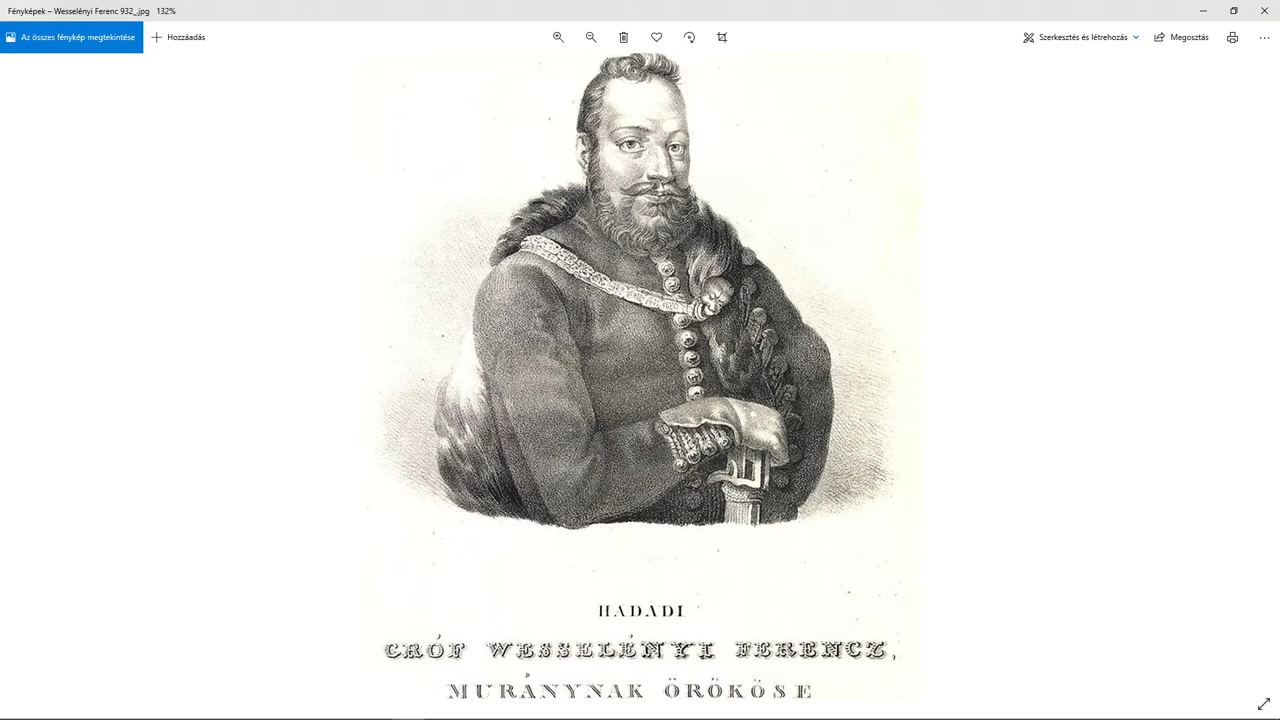 Fényképek – Wesselényi Ferenc 932_.jpg 132%
Az összes fénykép megtekintése
Hozzáadás
Szerkesztés és létrehozás
Megosztás
HADADI
GRÓF WESSELÉNYI FERENCZ,
MURÁNYNAK ÖRÖKÖSE